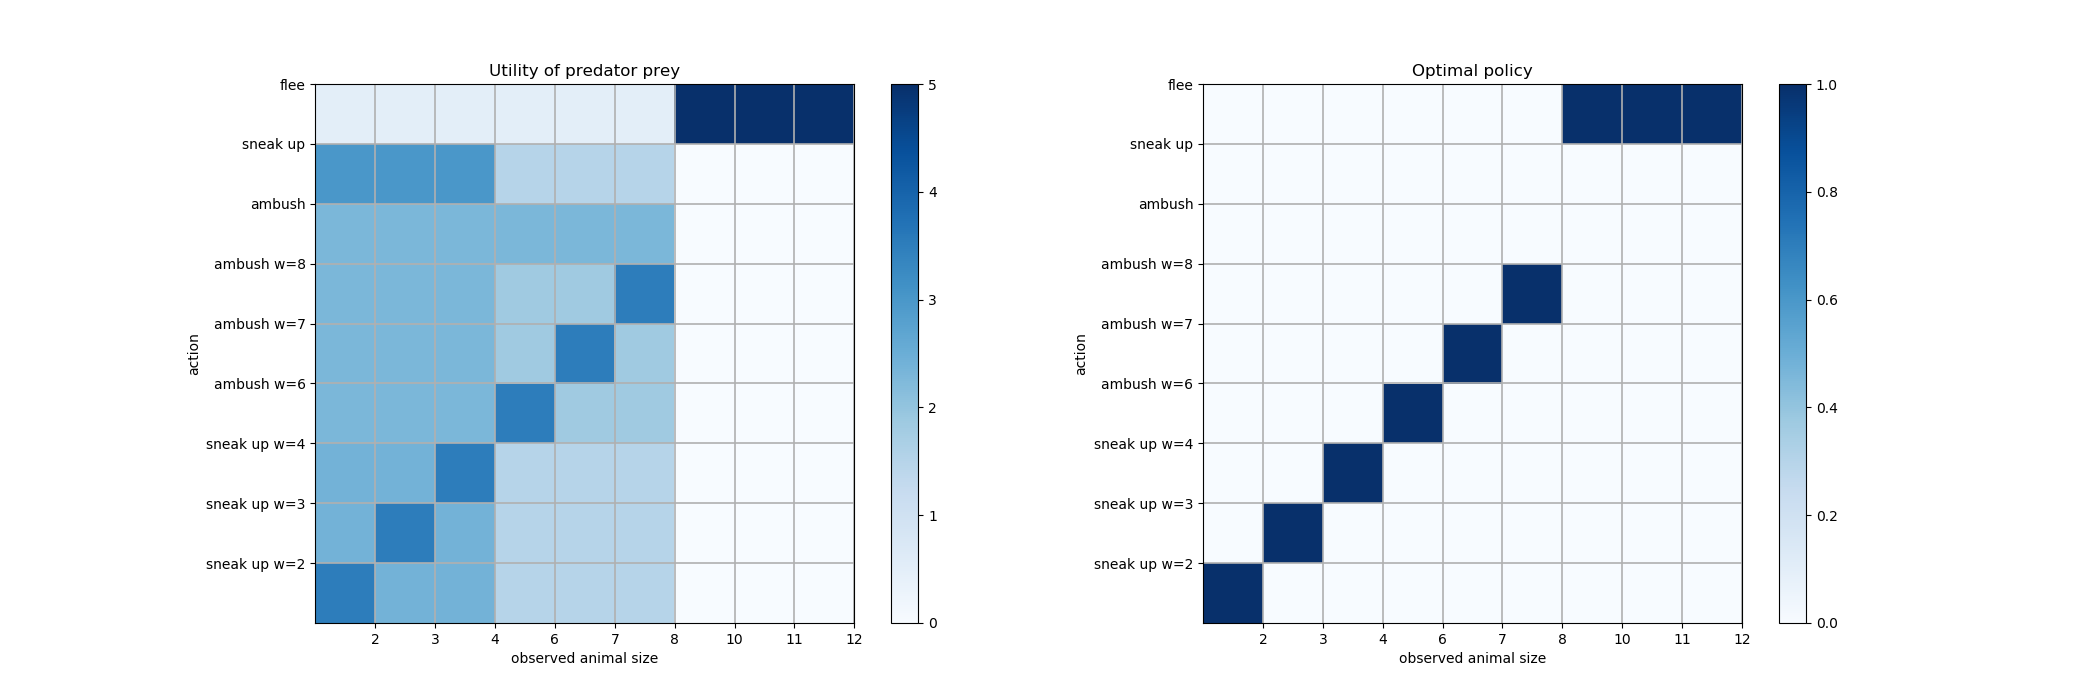 Utility of predator prey
flee
sneak up
ambush
ambush w=8
ambush w=7
ambush w=6
sneak up w=4
sneak up w=3
sneak up w=2
action
2 3 4 6 7 8 10 11 12
observed animal size
5
4
3
2
1
0
Optimal policy
flee
sneak up
ambush
ambush w=8
ambush w=7
ambush w=6
sneak up w=4
sneak up w=3
sneak up w=2
action
2 3 4 6 7 8 10 11 12
observed animal size
1.0
0.8
0.6
0.4
0.2
0.0